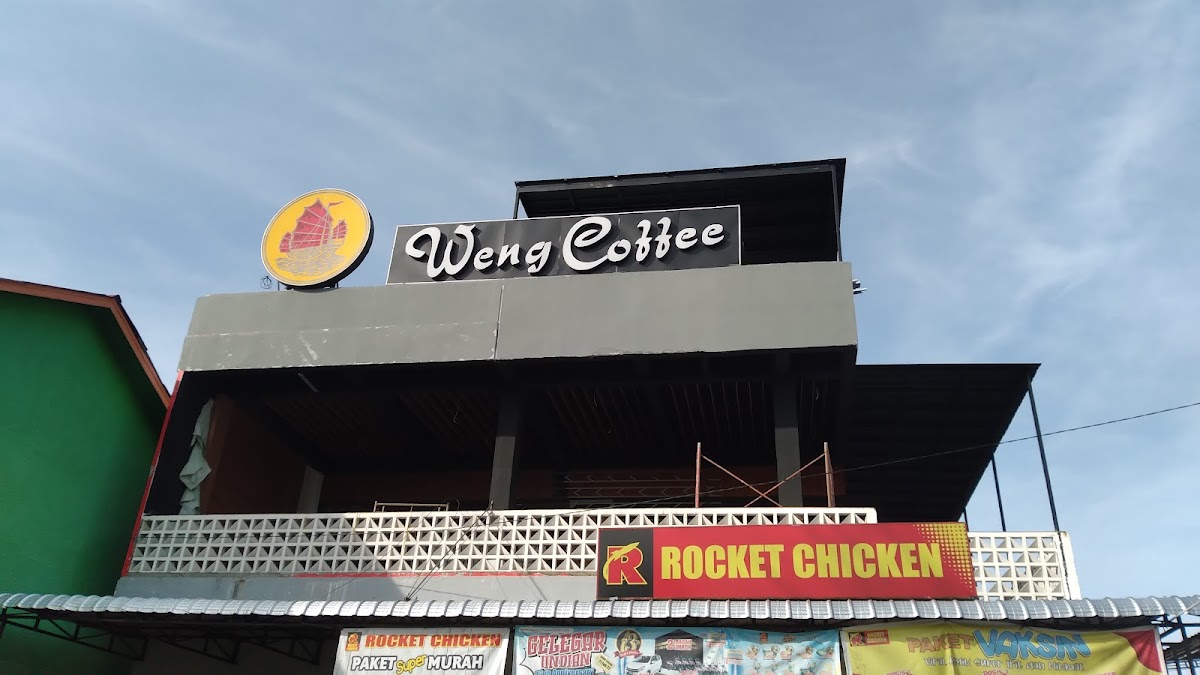 Weng Coffee
R ROCKET CHICKEN
ROCKET CHICKEN
PAKET super MURAH
GELEGAR
UNDIAN
PAKET VAKSIN